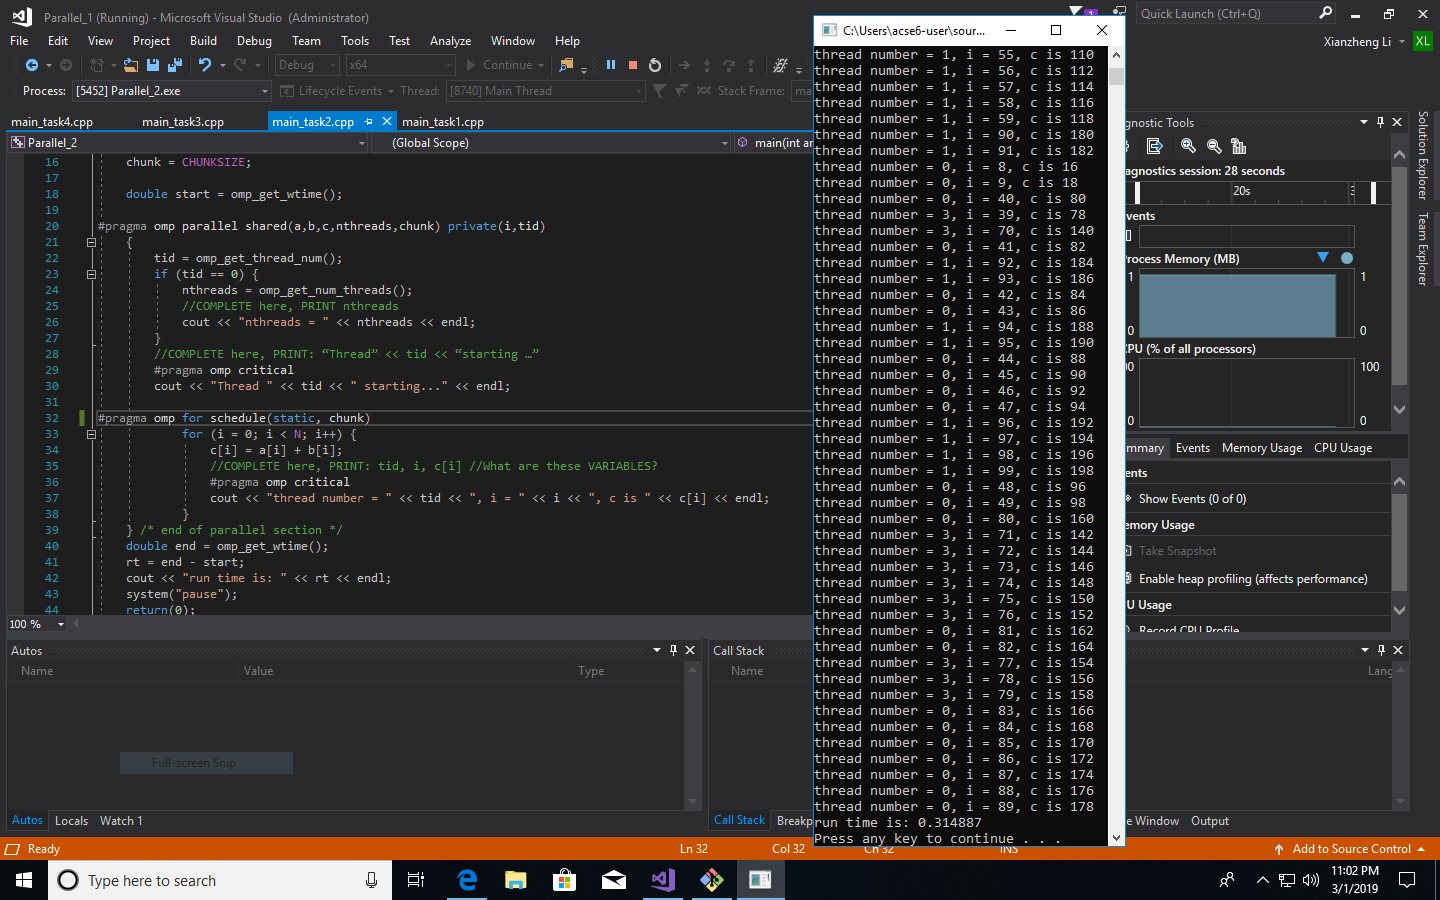 Parallel_1 (Running) - Microsoft Visual Studio (Administrator)
1
Quick Launch (Ctrl+Q)
File Edit View Project Build Debug Team Tools Test Analyze Window Help
Xianzheng Li XL
Debug x64 Continue
Process: [5452] Parallel_2.exe Lifecycle Events Thread: [8740] Main Thread Stack Frame:
main_task4.cpp main_task3.cpp main_task2.cpp main_task1.cpp
Parallel_2 (Global Scope) main(int ar
16 chunk = CHUNKSIZE;
17
18 double start = omp_get_wtime();
19
20 #pragma omp parallel shared(a,b,c,nthreads,chunk) private(i,tid)
21 {
22 tid = omp_get_thread_num();
23 if (tid == 0) {
24 nthreads = omp_get_num_threads();
25 //COMPLETE here, PRINT nthreads
26 cout << "nthreads = " << nthreads << endl;
27 }
28 //COMPLETE here, PRINT: “Thread” << tid << “starting …”
29 #pragma omp critical
30 cout << "Thread " << tid << " starting..." << endl;
31
32 #pragma omp for schedule(static, chunk)
33 for (i = 0; i < N; i++) {
34 c[i] = a[i] + b[i];
35 //COMPLETE here, PRINT: tid, i, c[i] //What are these VARIABLES?
36 #pragma omp critical
37 cout << "thread number = " << tid << ", i = " << i << ", c is " << c[i] << endl;
38 }
39 } /* end of parallel section */
40 double end = omp_get_wtime();
41 rt = end - start;
42 cout << "run time is: " << rt << endl;
43 system("pause");
44 return(0);
100 %
Autos
Name Value Type
Full-screen Snip
Autos Locals Watch 1
Call Stack
Name
Lang
Call Stack Breakp
e Window Output
C:\Users\acse6-user\sour...
thread number = 1, i = 55, c is 110
thread number = 1, i = 56, c is 112
thread number = 1, i = 57, c is 114
thread number = 1, i = 58, c is 116
thread number = 1, i = 59, c is 118
thread number = 1, i = 90, c is 180
thread number = 1, i = 91, c is 182
thread number = 0, i = 8, c is 16
thread number = 0, i = 9, c is 18
thread number = 0, i = 40, c is 80
thread number = 3, i = 39, c is 78
thread number = 3, i = 70, c is 140
thread number = 0, i = 41, c is 82
thread number = 1, i = 92, c is 184
thread number = 1, i = 93, c is 186
thread number = 0, i = 42, c is 84
thread number = 0, i = 43, c is 86
thread number = 1, i = 94, c is 188
thread number = 1, i = 95, c is 190
thread number = 0, i = 44, c is 88
thread number = 0, i = 45, c is 90
thread number = 0, i = 46, c is 92
thread number = 0, i = 47, c is 94
thread number = 1, i = 96, c is 192
thread number = 1, i = 97, c is 194
thread number = 1, i = 98, c is 196
thread number = 1, i = 99, c is 198
thread number = 0, i = 48, c is 96
thread number = 0, i = 49, c is 98
thread number = 0, i = 80, c is 160
thread number = 3, i = 71, c is 142
thread number = 3, i = 72, c is 144
thread number = 3, i = 73, c is 146
thread number = 3, i = 74, c is 148
thread number = 3, i = 75, c is 150
thread number = 3, i = 76, c is 152
thread number = 0, i = 81, c is 162
thread number = 0, i = 82, c is 164
thread number = 3, i = 77, c is 154
thread number = 3, i = 78, c is 156
thread number = 3, i = 79, c is 158
thread number = 0, i = 83, c is 166
thread number = 0, i = 84, c is 168
thread number = 0, i = 85, c is 170
thread number = 0, i = 86, c is 172
thread number = 0, i = 87, c is 174
thread number = 0, i = 88, c is 176
thread number = 0, i = 89, c is 178
run time is: 0.314887
Press any key to continue . . .
gnostic Tools
agnostics session: 28 seconds
20s
vents
Process Memory (MB)
1 1
0 0
CPU (% of all processors)
00 100
0 0
mmary Events Memory Usage CPU Usage
ents
Show Events (0 of 0)
emory Usage
Take Snapshot
Enable heap profiling (affects performance)
U Usage
Record CPU Profile
Solution Explorer
Team Explorer
Ready Ln 32 Col 32 Ch 32 INS Add to Source Control
Type here to search
11:02 PM
3/1/2019